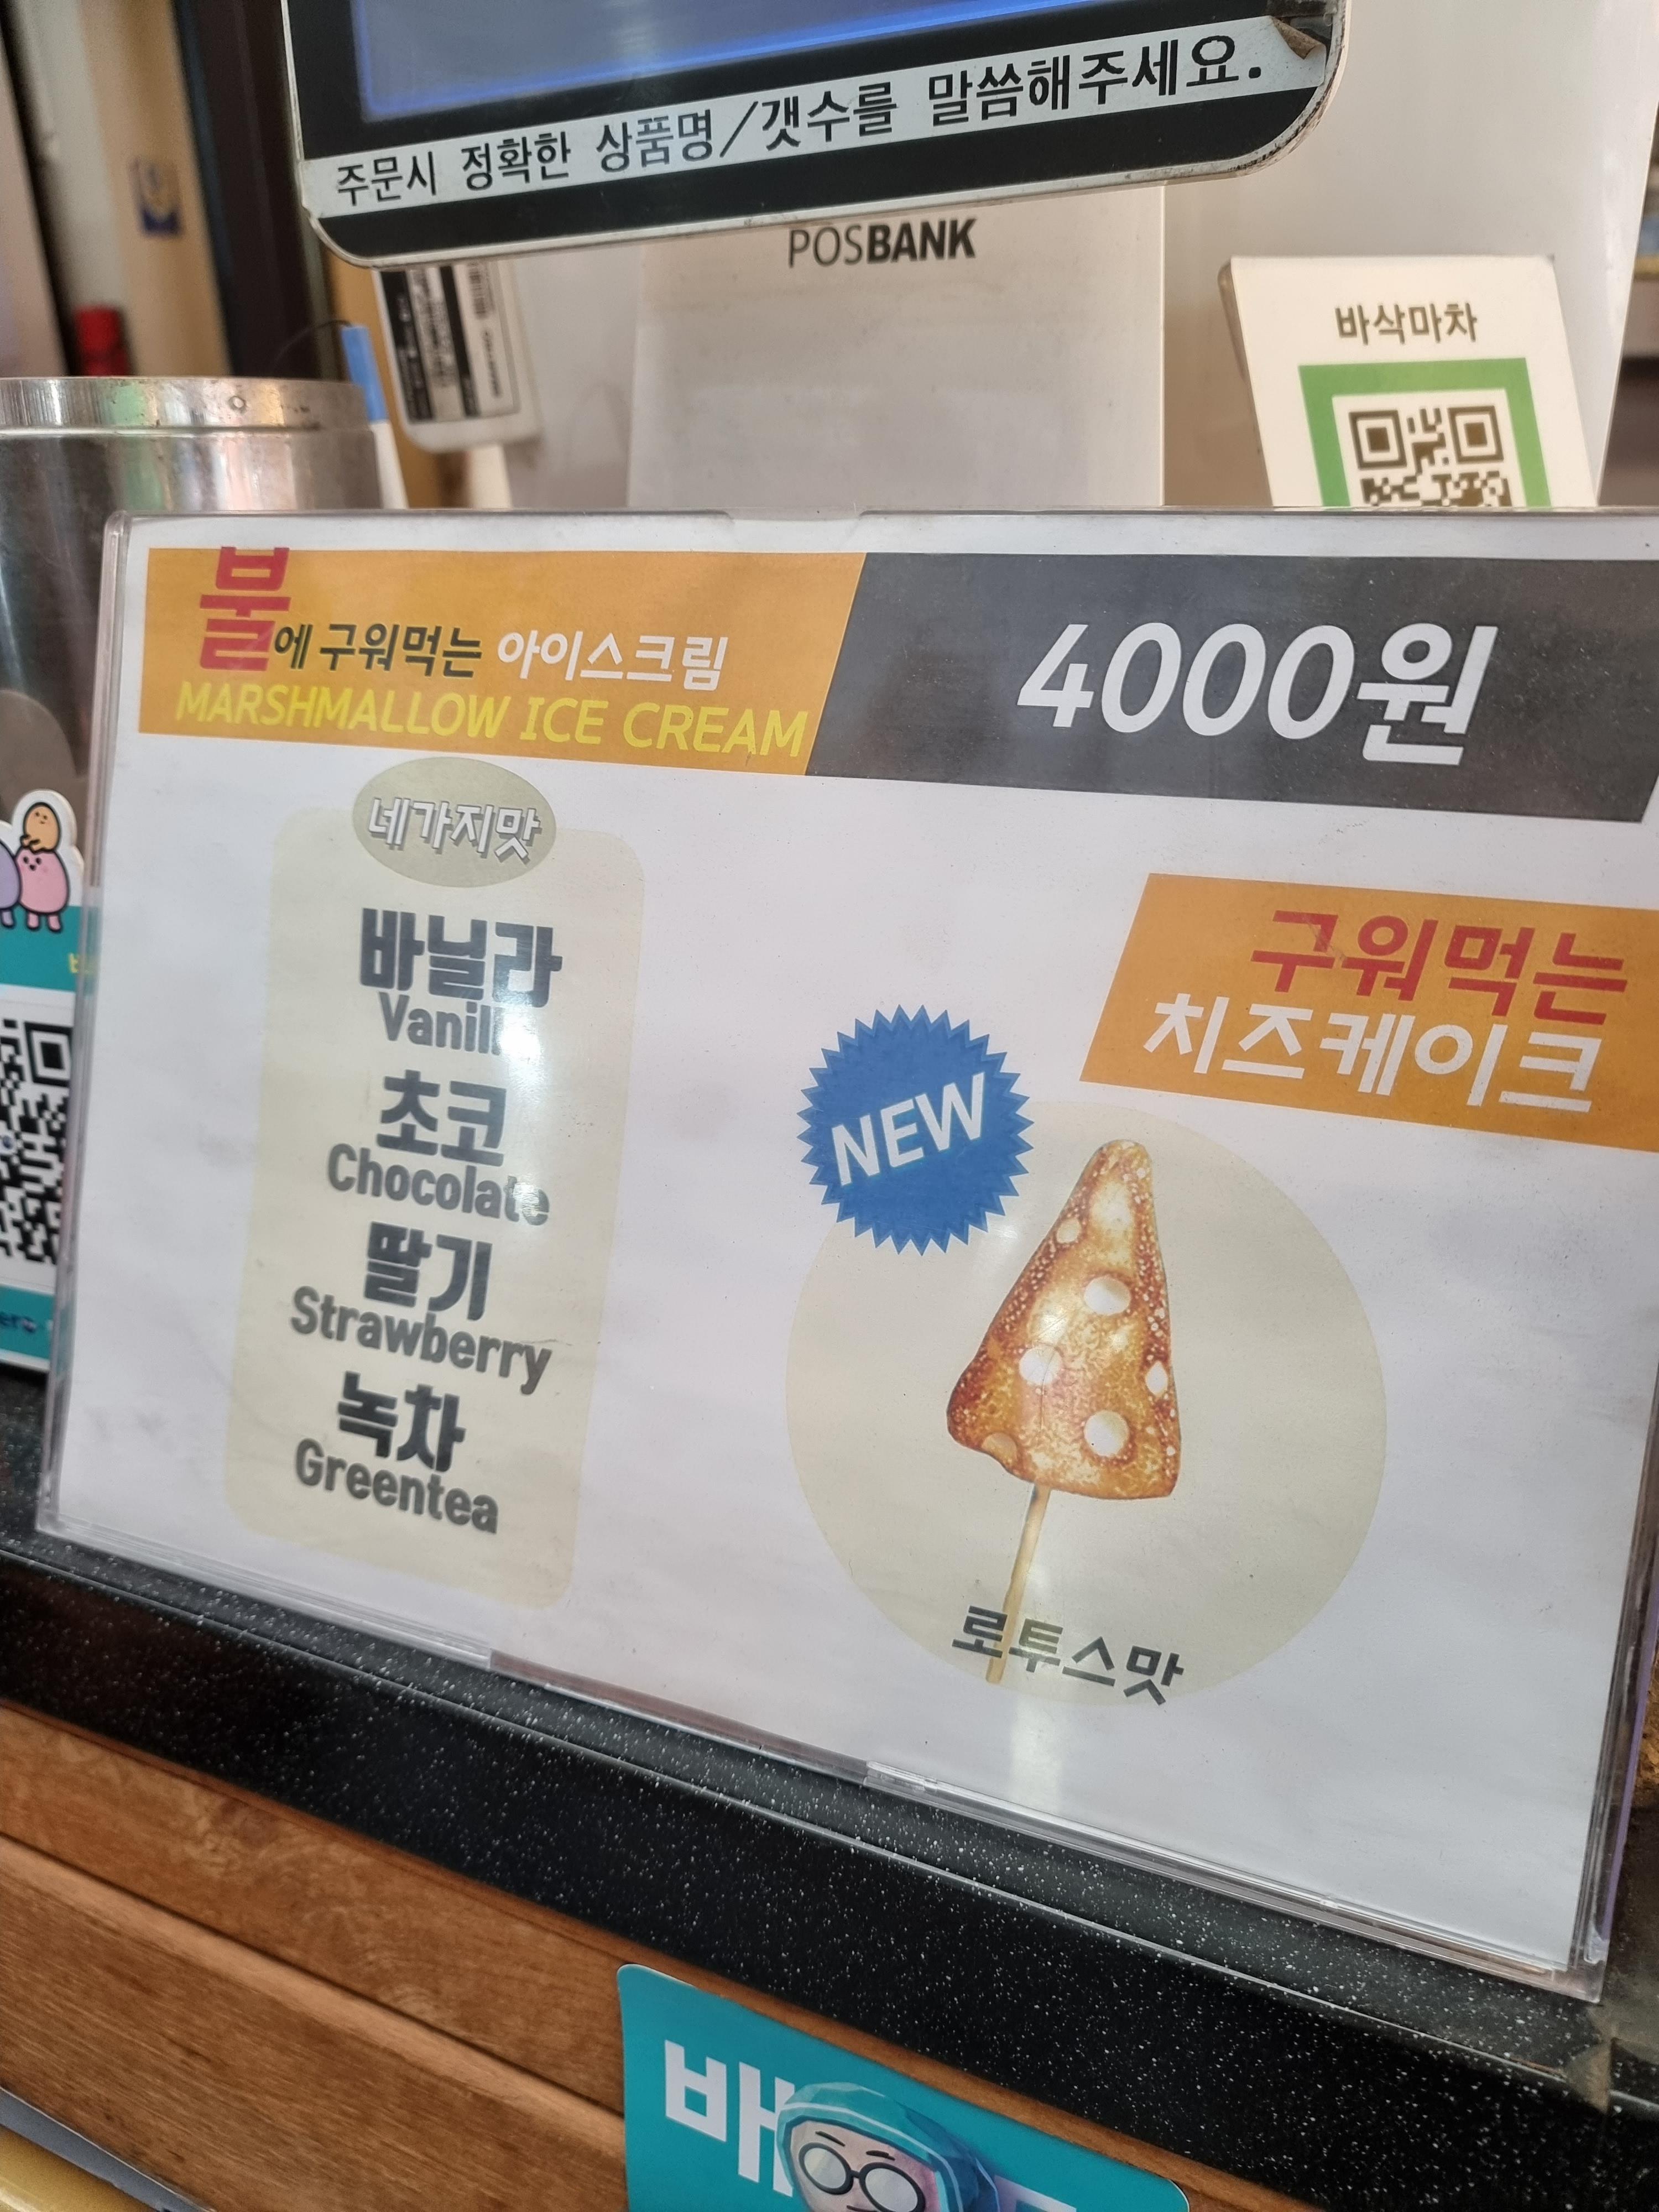 주문시 정확한 상품명/갯수를 말씀해주세요.
POSBANK
바삭마차
불에 구워먹는 아이스크림
MARSHMALLOW ICE CREAM
4000원
네가지맛
바닐라
Vanill
초코
Chocolate
딸기
Strawberry
녹차
Greentea
구워먹는
치즈케이크
NEW
로투스맛
배